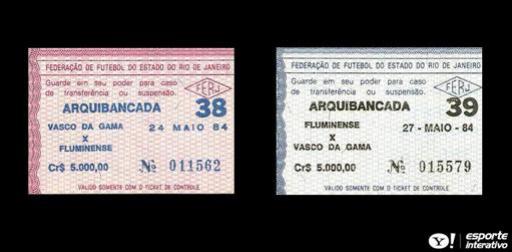 FEDERAÇÃO DE FUTEBOL DO ESTADO DO RIO DE JANEIRO
Guarde em seu poder para caso
de transferência ou suspensão.
FERJ
ARQUIBANCADA 38
VASCO DA GAMA 24 MAIO 84
X
FLUMINENSE
Cr$ 5.000,00 Nº 011562
VALIDO SOMENTE COM O TICKET DE CONTROLE
FEDERAÇÃO DE FUTEBOL DO ESTADO DO RIO DE JANEIRO
Guarde em seu poder para caso
de transferência ou suspensão.
FERJ
ARQUIBANCADA 39
FLUMINENSE 27 - MAIO - 84
X
VASCO DA GAMA
Cr$ 5.000,00 Nº 015579
VALIDO SOMENTE COM O TICKET DE CONTROLE
Y! esporte
interativo